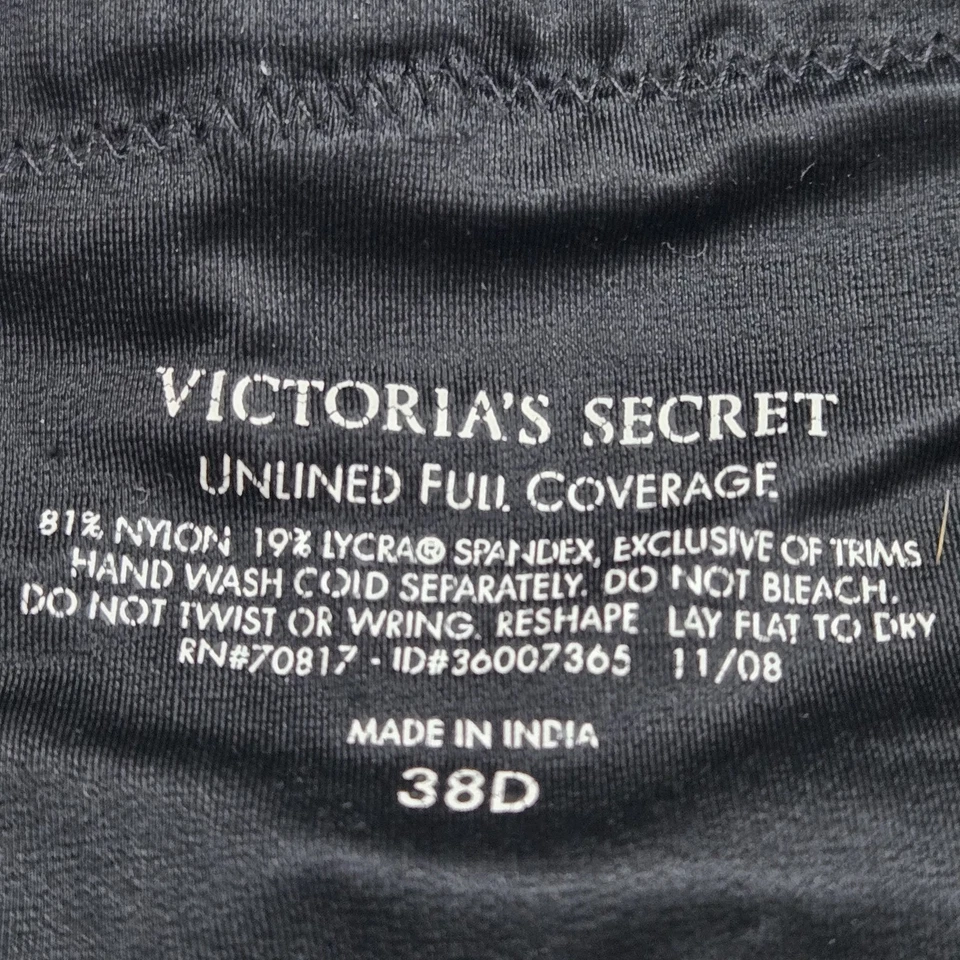 VICTORIA'S SECRET
UNLINED FULL COVERAGE
81% NYLON 19% LYCRA® SPANDEX, EXCLUSIVE OF TRIMS
HAND WASH COLD SEPARATELY. DO NOT BLEACH.
DO NOT TWIST OR WRING. RESHAPE LAY FLAT TO DRY
RN#70817 - ID#36007365 11/08
MADE IN INDIA
38D